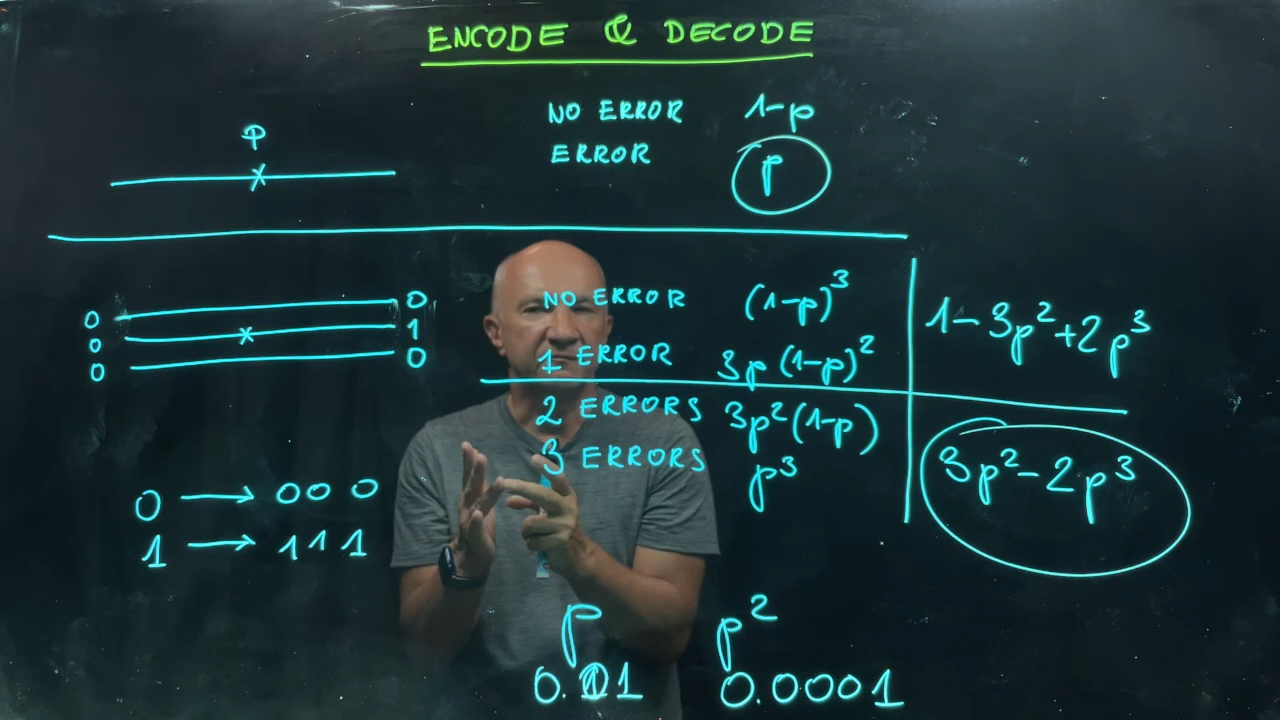 ENCODE & DECODE
p
NO ERROR 1-p
ERROR p
0 0
0 1
0 0
NO ERROR (1-p)³
1 ERROR 3p(1-p)²
1-3p²+2p³
2 ERRORS 3p²(1-p)
3 ERRORS p³
3p²-2p³
0 → 000
1 → 111
p p²
0.01 0.0001